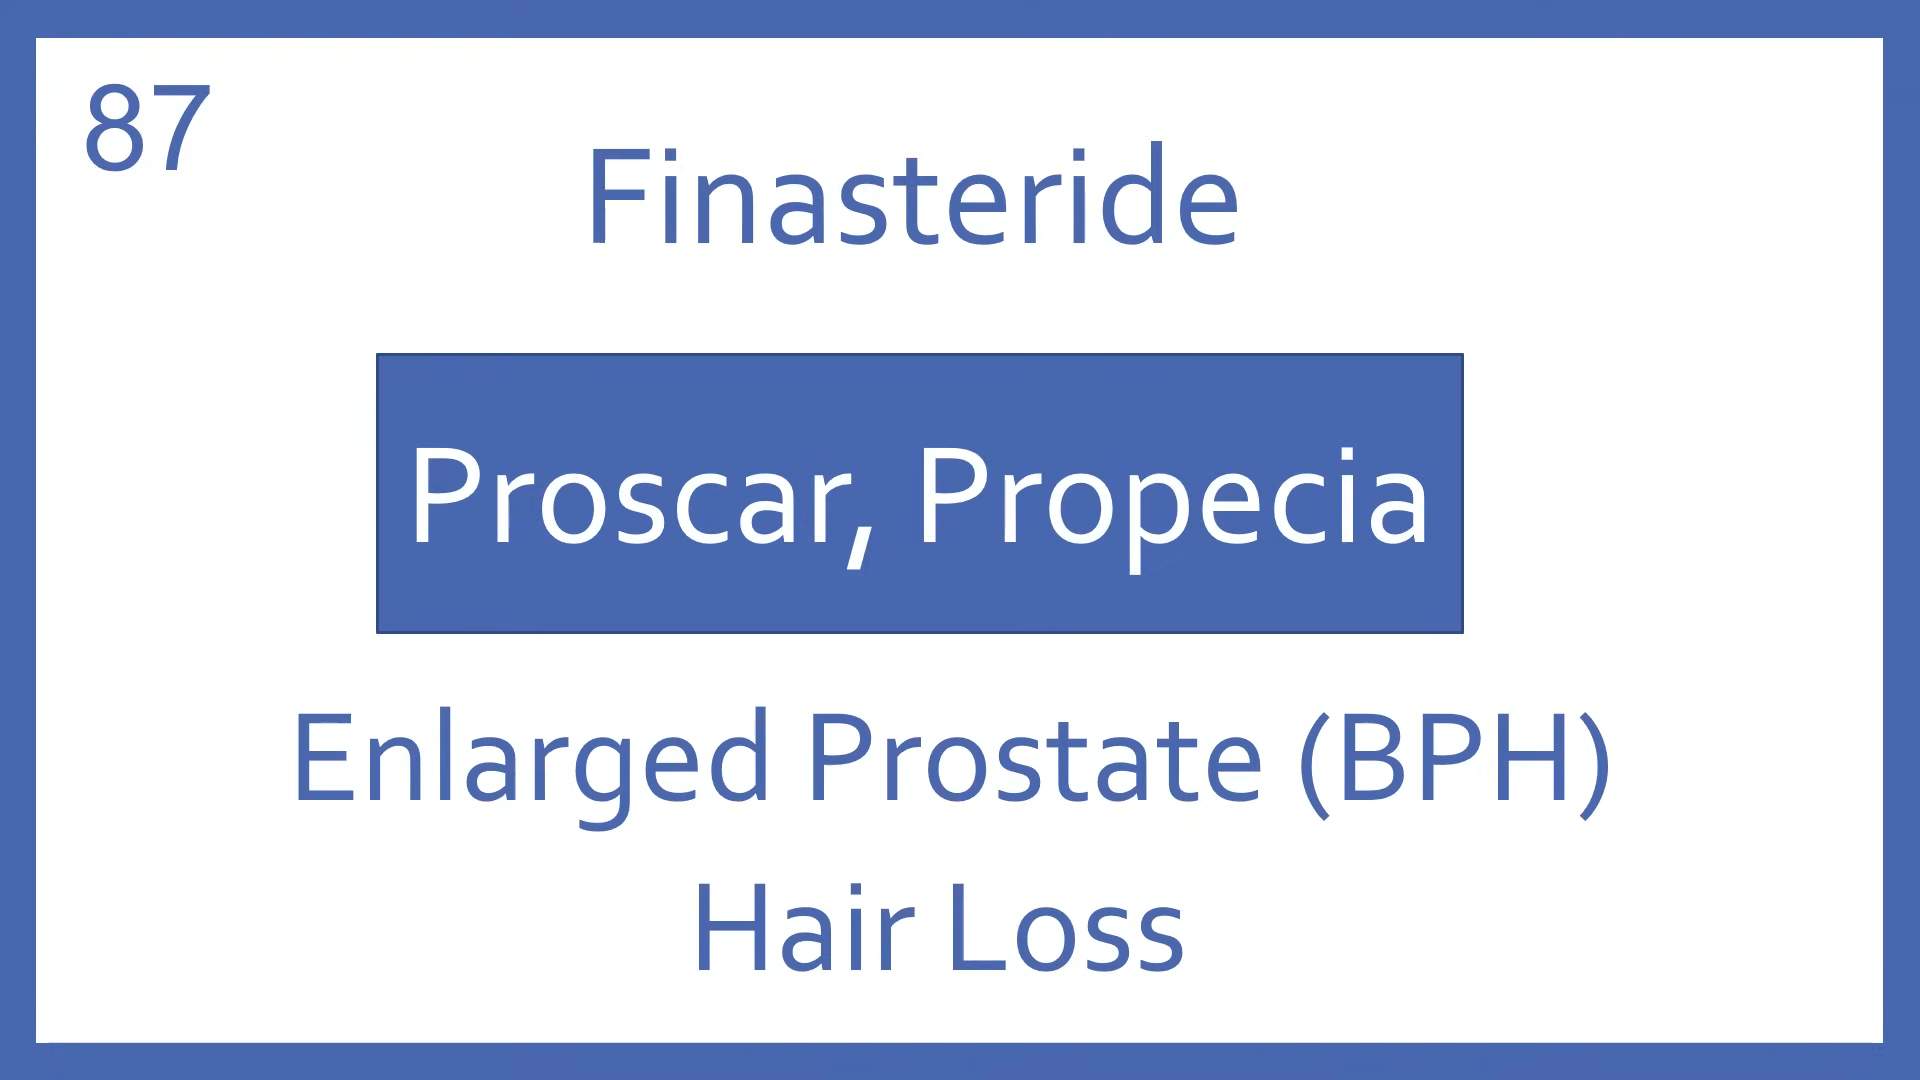 87
Finasteride
Proscar, Propecia
Enlarged Prostate (BPH)
Hair Loss